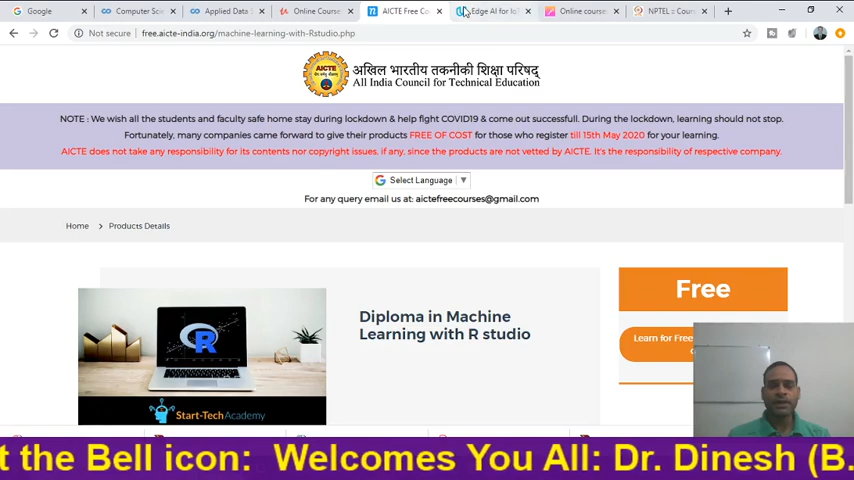 Google
Computer Scie
Applied Data S
Online Course
AICTE Free Co
Edge AI for IoT
Online course
NPTEL :: Cours
Not secure
free.aicte-india.org/machine-learning-with-Rstudio.php
अखिल भारतीय तकनीकी शिक्षा परिषद्
All India Council for Technical Education
AICTE
NOTE : We wish all the students and faculty safe home stay during lockdown & help fight COVID19 & come out successfull. During the lockdown, learning should not stop.
Fortunately, many companies came forward to give their products FREE OF COST for those who register till 15th May 2020 for your learning.
AICTE does not take any responsibility for its contents nor copyright issues, if any, since the products are not vetted by AICTE. It's the responsibility of respective company.
Select Language
For any query email us at: aictefreecourses@gmail.com
Home > Products Details
Free
Diploma in Machine
Learning with R studio
Learn for Free
R
Start-Tech Academy
t the Bell icon: Welcomes You All: Dr. Dinesh (B.